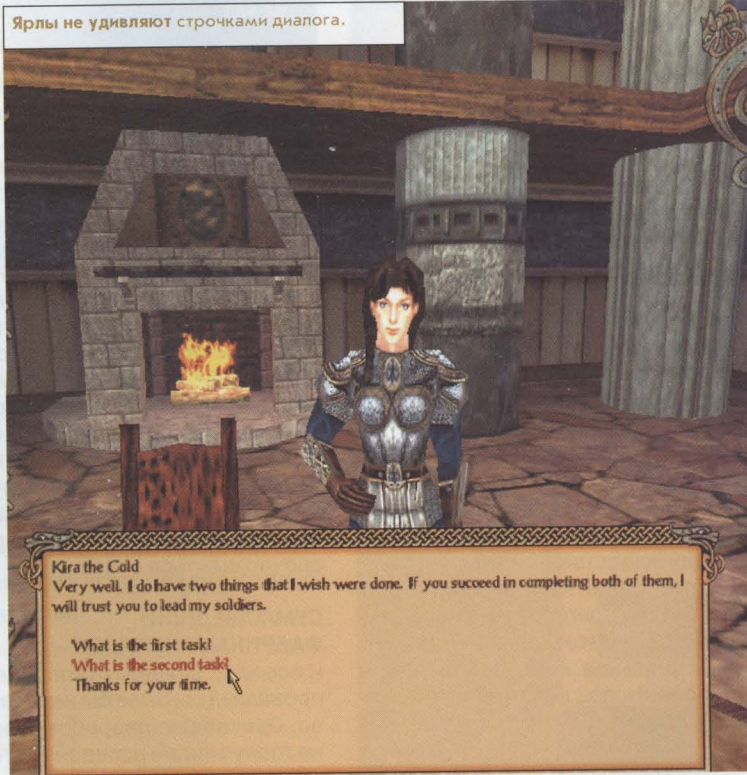 Ярлы не удивляют строчками диалога.
Kira the Cold
Very well. I do have two things that I wish were done. If you succeed in completing both of them, I
will trust you to lead my soldiers.
What is the first task?
What is the second task?
Thanks for your time.